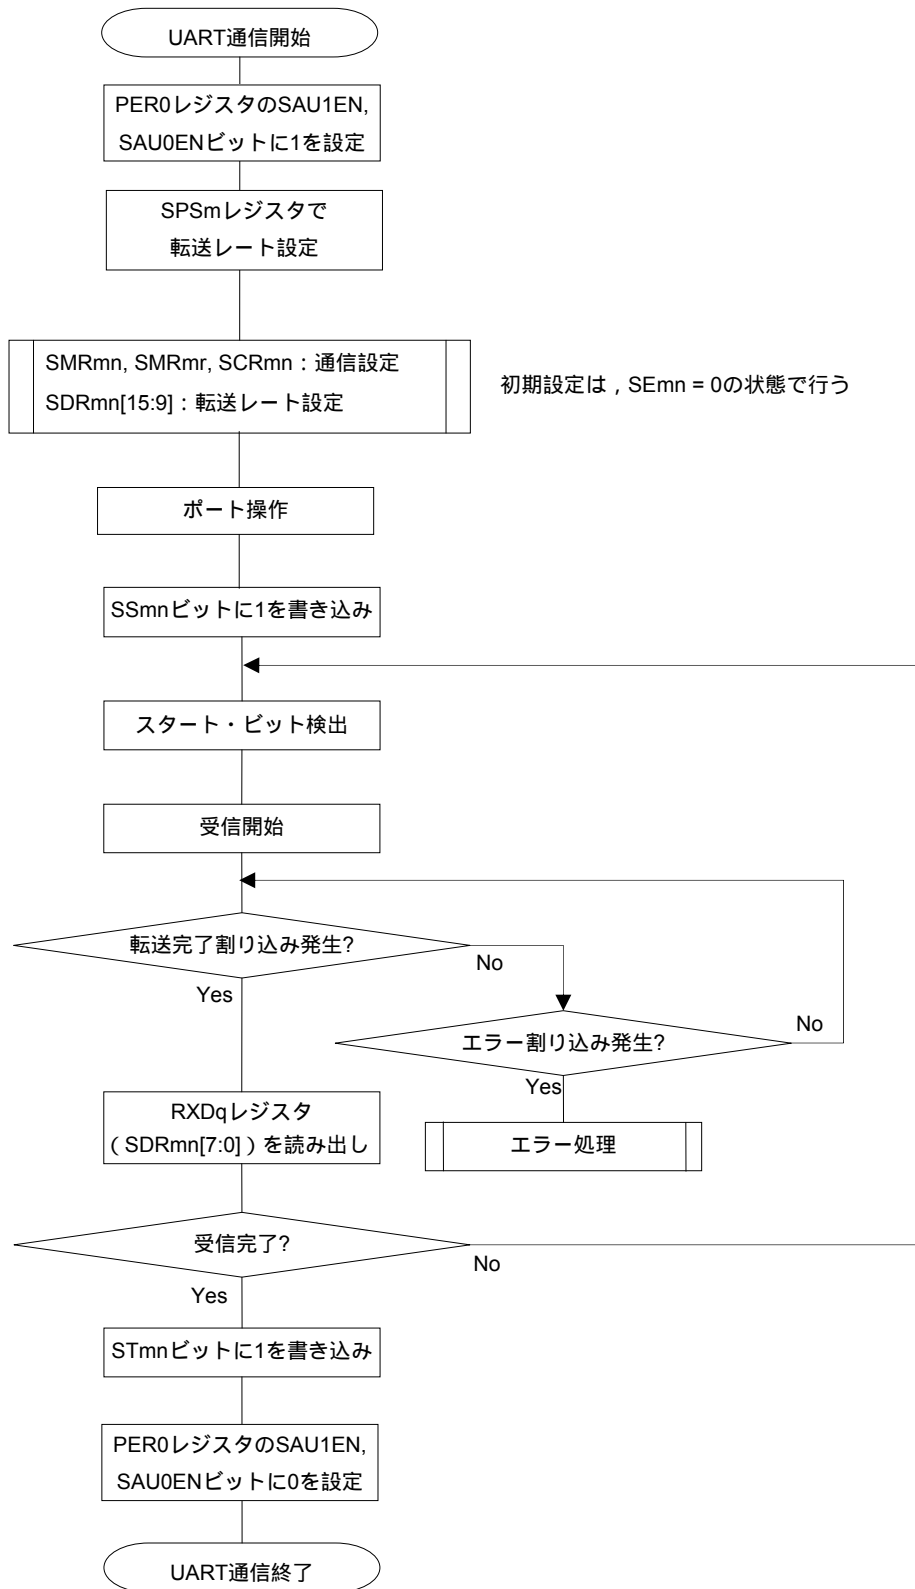 UART通信開始
PER0レジスタのSAU1EN,
SAU0ENビットに1を設定
SPSmレジスタで
転送レート設定
SMRmn, SMRmr, SCRmn：通信設定
SDRmn[15:9]：転送レート設定
初期設定は，SEmn = 0の状態で行う
ポート操作
SSmnビットに1を書き込み
スタート・ビット検出
受信開始
転送完了割り込み発生?
No
Yes
エラー割り込み発生?
No
Yes
エラー処理
RXDqレジスタ
（SDRmn[7:0]）を読み出し
受信完了?
No
Yes
STmnビットに1を書き込み
PER0レジスタのSAU1EN,
SAU0ENビットに0を設定
UART通信終了